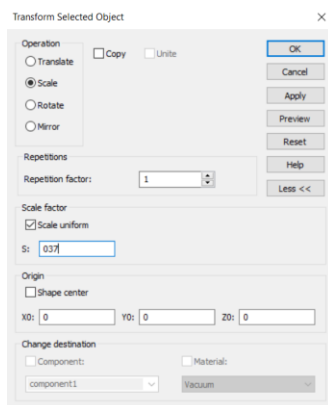 Transform Selected Object
Operation
Translate
Scale
Rotate
Mirror
Copy
Unite
OK
Cancel
Apply
Preview
Reset
Help
Less <<
Repetitions
Repetition factor: 1
Scale factor
Scale uniform
S: 037
Origin
Shape center
X0: 0 Y0: 0 Z0: 0
Change destination
Component: Material:
component1 Vacuum